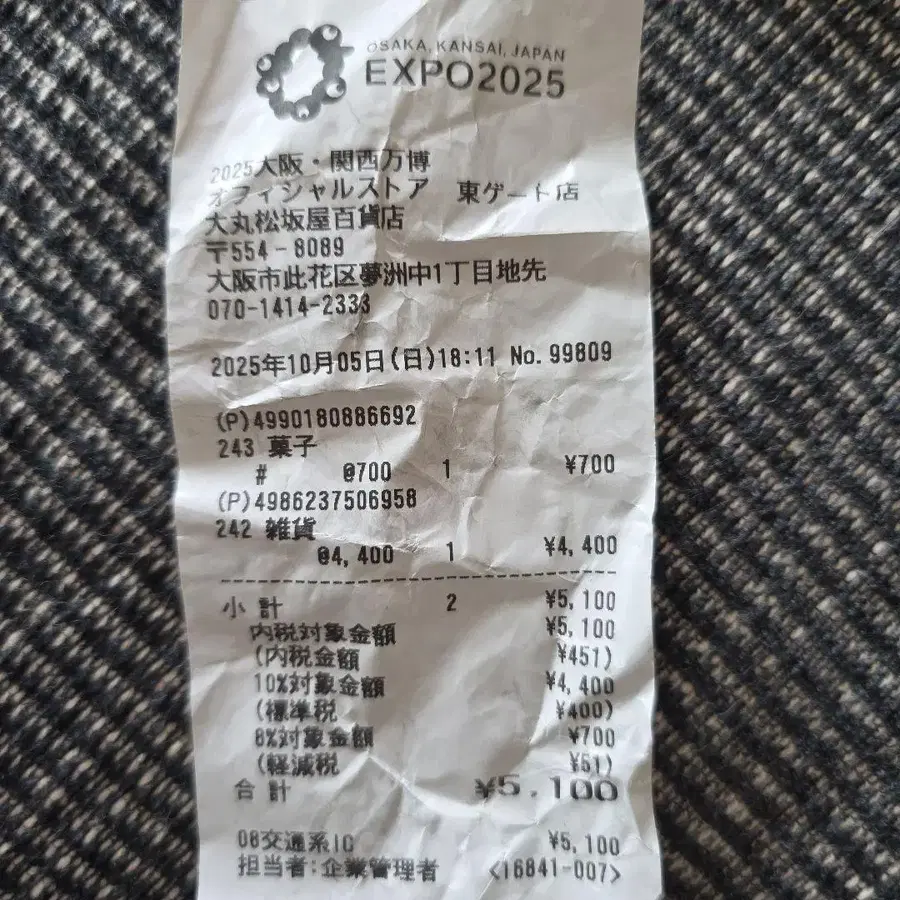 OSAKA, KANSAI, JAPAN
EXPO2025
2025大阪・関西万博
オフィシャルストア 東ゲート店
大丸松坂屋百貨店
〒554-8089
大阪市此花区夢洲中1丁目地先
070-1414-2333
2025年10月05日(日)18:11 No.99809
(P)4990180886692
243 菓子
# @700 1 ¥700
(P)4986237506958
242 雑貨
@4,400 1 ¥4,400
小計 2 ¥5,100
内税対象金額 ¥5,100
(内税金額 ¥451)
10%対象金額 ¥4,400
(標準税 ¥400)
8%対象金額 ¥700
(軽減税 ¥51)
合計 ¥5,100
08交通系IC ¥5,100
担当者:企業管理者 <16841-007>